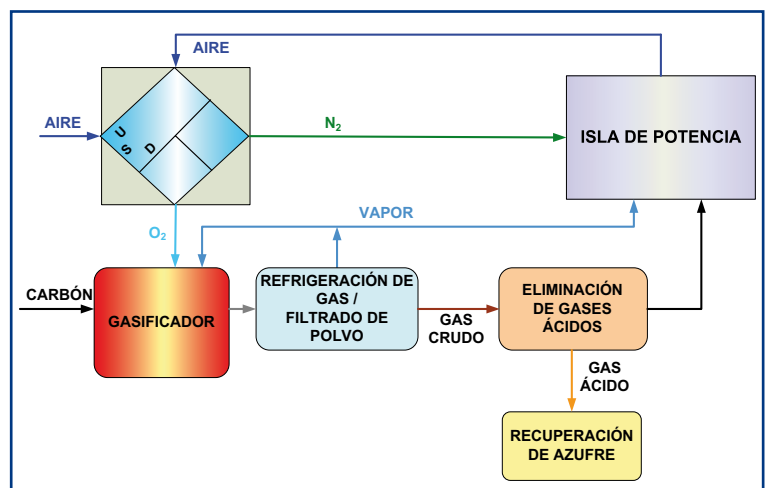 AIRE
AIRE
U
S
D
N2
ISLA DE POTENCIA
O2
VAPOR
CARBÓN
GASIFICADOR
REFRIGERACIÓN DE
GAS /
FILTRADO DE
POLVO
GAS
CRUDO
ELIMINACIÓN
DE GASES
ÁCIDOS
GAS
ÁCIDO
RECUPERACIÓN
DE AZUFRE